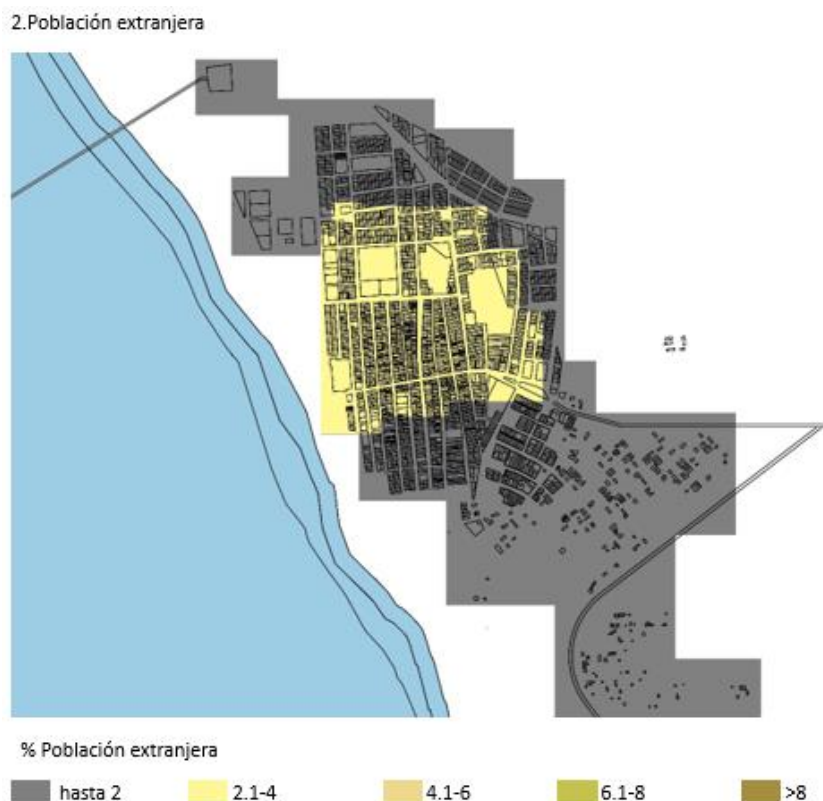 2.Población extranjera
% Población extranjera
hasta 2 2.1-4 4.1-6 6.1-8 >8